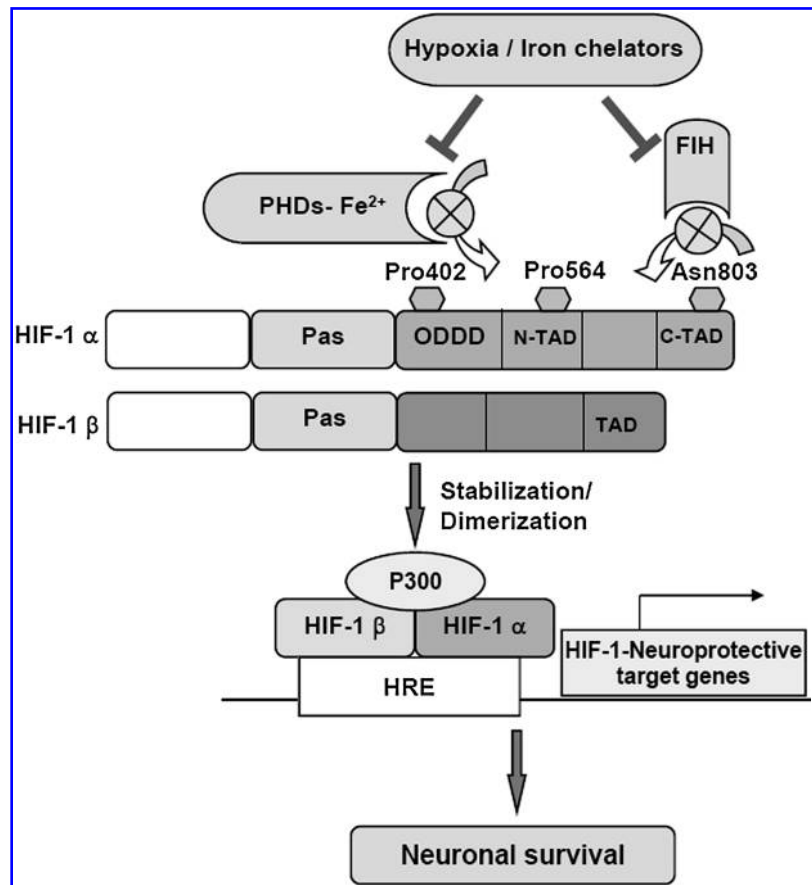 Hypoxia / Iron chelators
FIH
PHDs- Fe²⁺
Pro402
Pro564
Asn803
HIF-1 α
Pas
ODDD
N-TAD
C-TAD
HIF-1 β
Pas
TAD
Stabilization/
Dimerization
P300
HIF-1 β
HIF-1 α
HIF-1-Neuroprotective
target genes
HRE
Neuronal survival